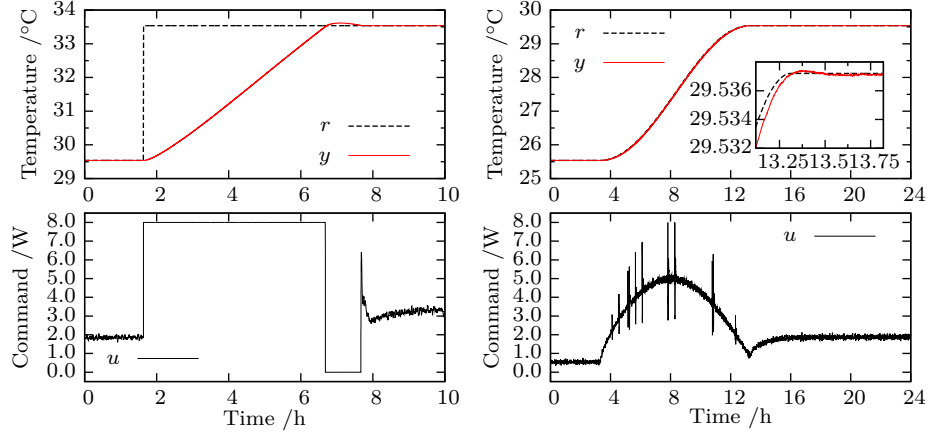 34
33
32
31
30
29
Temperature /°C
r
y
0 2 4 6 8 10
30
29
28
27
26
25
Temperature /°C
r
y
29.536
29.534
29.532
13.25 13.5 13.75
0 4 8 12 16 20 24
8.0
7.0
6.0
5.0
4.0
3.0
2.0
1.0
0.0
Command /W
u
0 2 4 6 8 10
Time /h
8.0
7.0
6.0
5.0
4.0
3.0
2.0
1.0
0.0
Command /W
u
0 4 8 12 16 20 24
Time /h